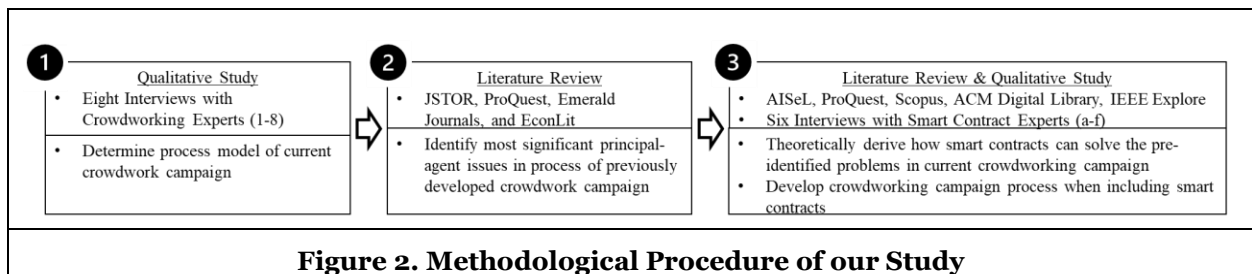 1
Qualitative Study
• Eight Interviews with
Crowdworking Experts (1-8)
• Determine process model of current
crowdwork campaign
2
Literature Review
• JSTOR, ProQuest, Emerald
Journals, and EconLit
• Identify most significant principal-
agent issues in process of previously
developed crowdwork campaign
3
Literature Review & Qualitative Study
• AISeL, ProQuest, Scopus, ACM Digital Library, IEEE Explore
• Six Interviews with Smart Contract Experts (a-f)
• Theoretically derive how smart contracts can solve the pre-
identified problems in current crowdworking campaign
• Develop crowdworking campaign process when including smart
contracts
Figure 2. Methodological Procedure of our Study